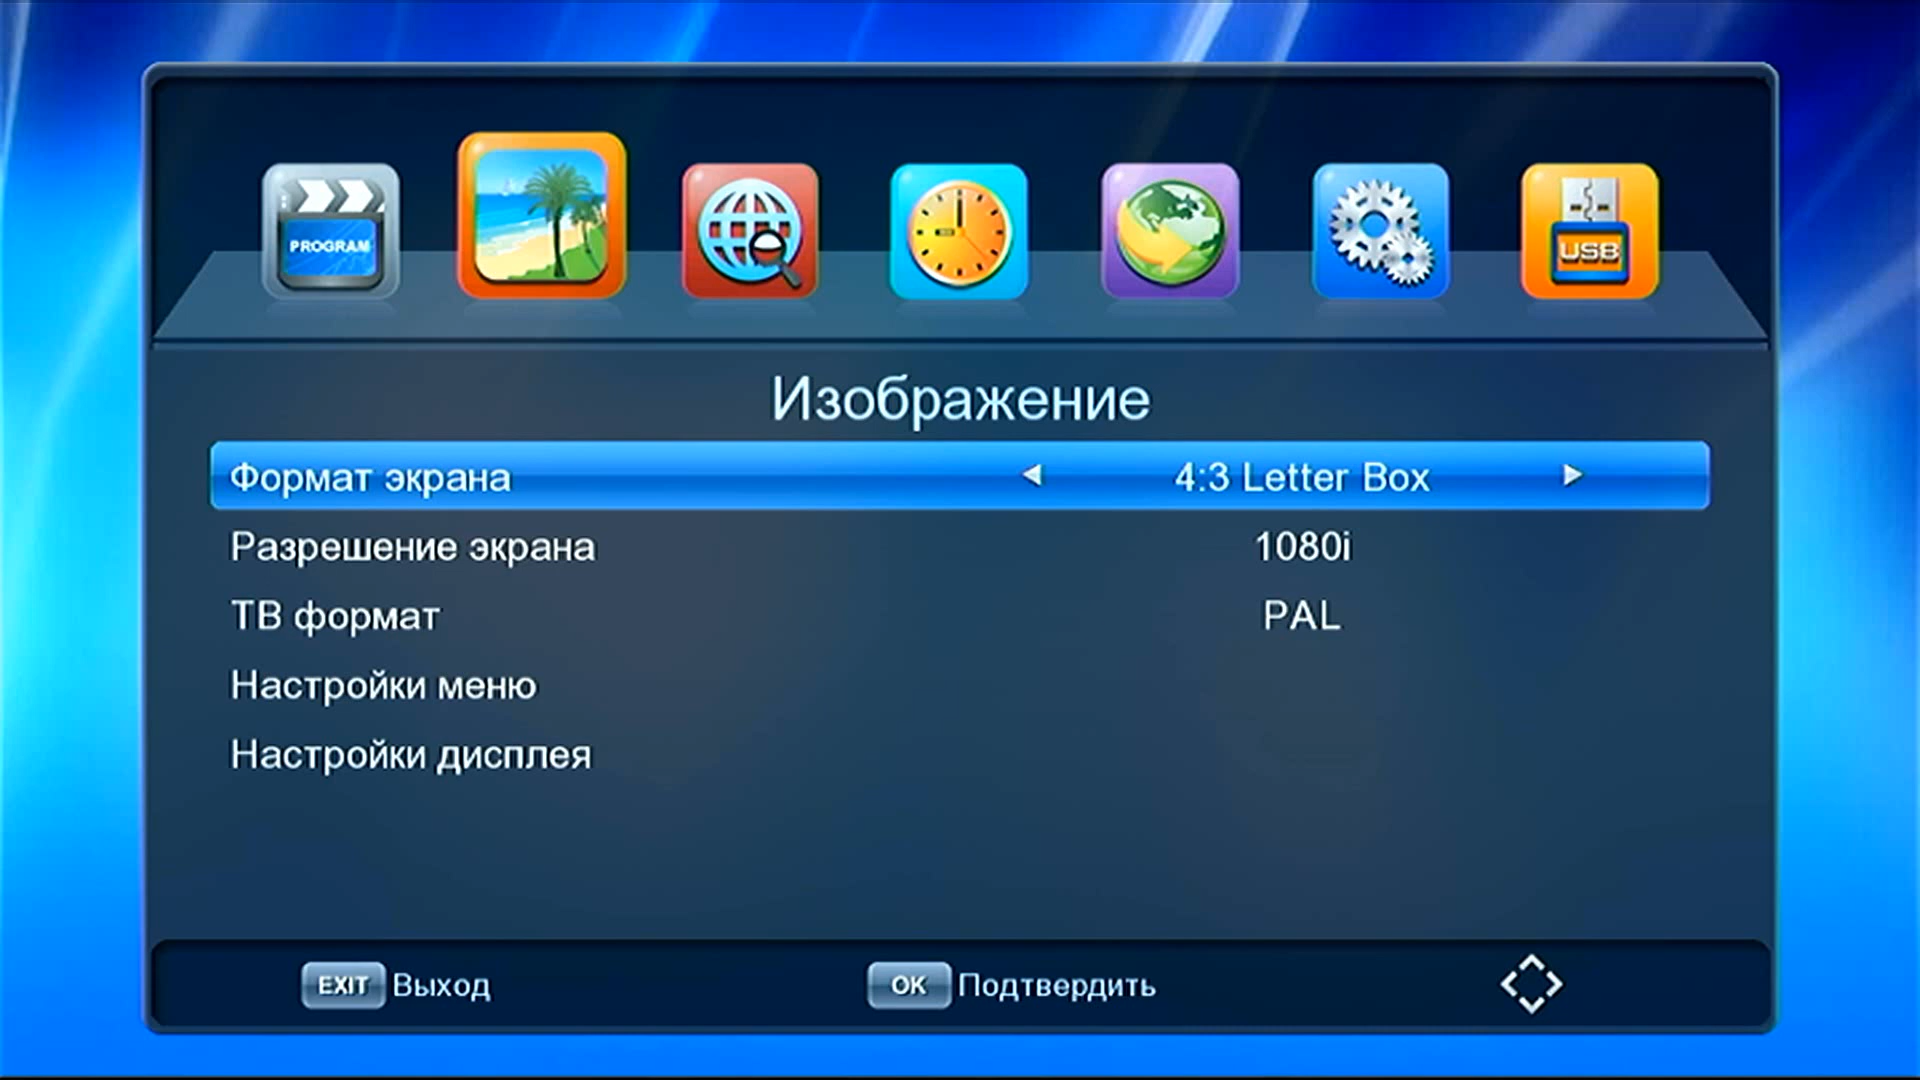 PROGRAM
USB
Изображение
Формат экрана 4:3 Letter Box
Разрешение экрана 1080i
ТВ формат PAL
Настройки меню
Настройки дисплея
EXIT Выход OK Подтвердить